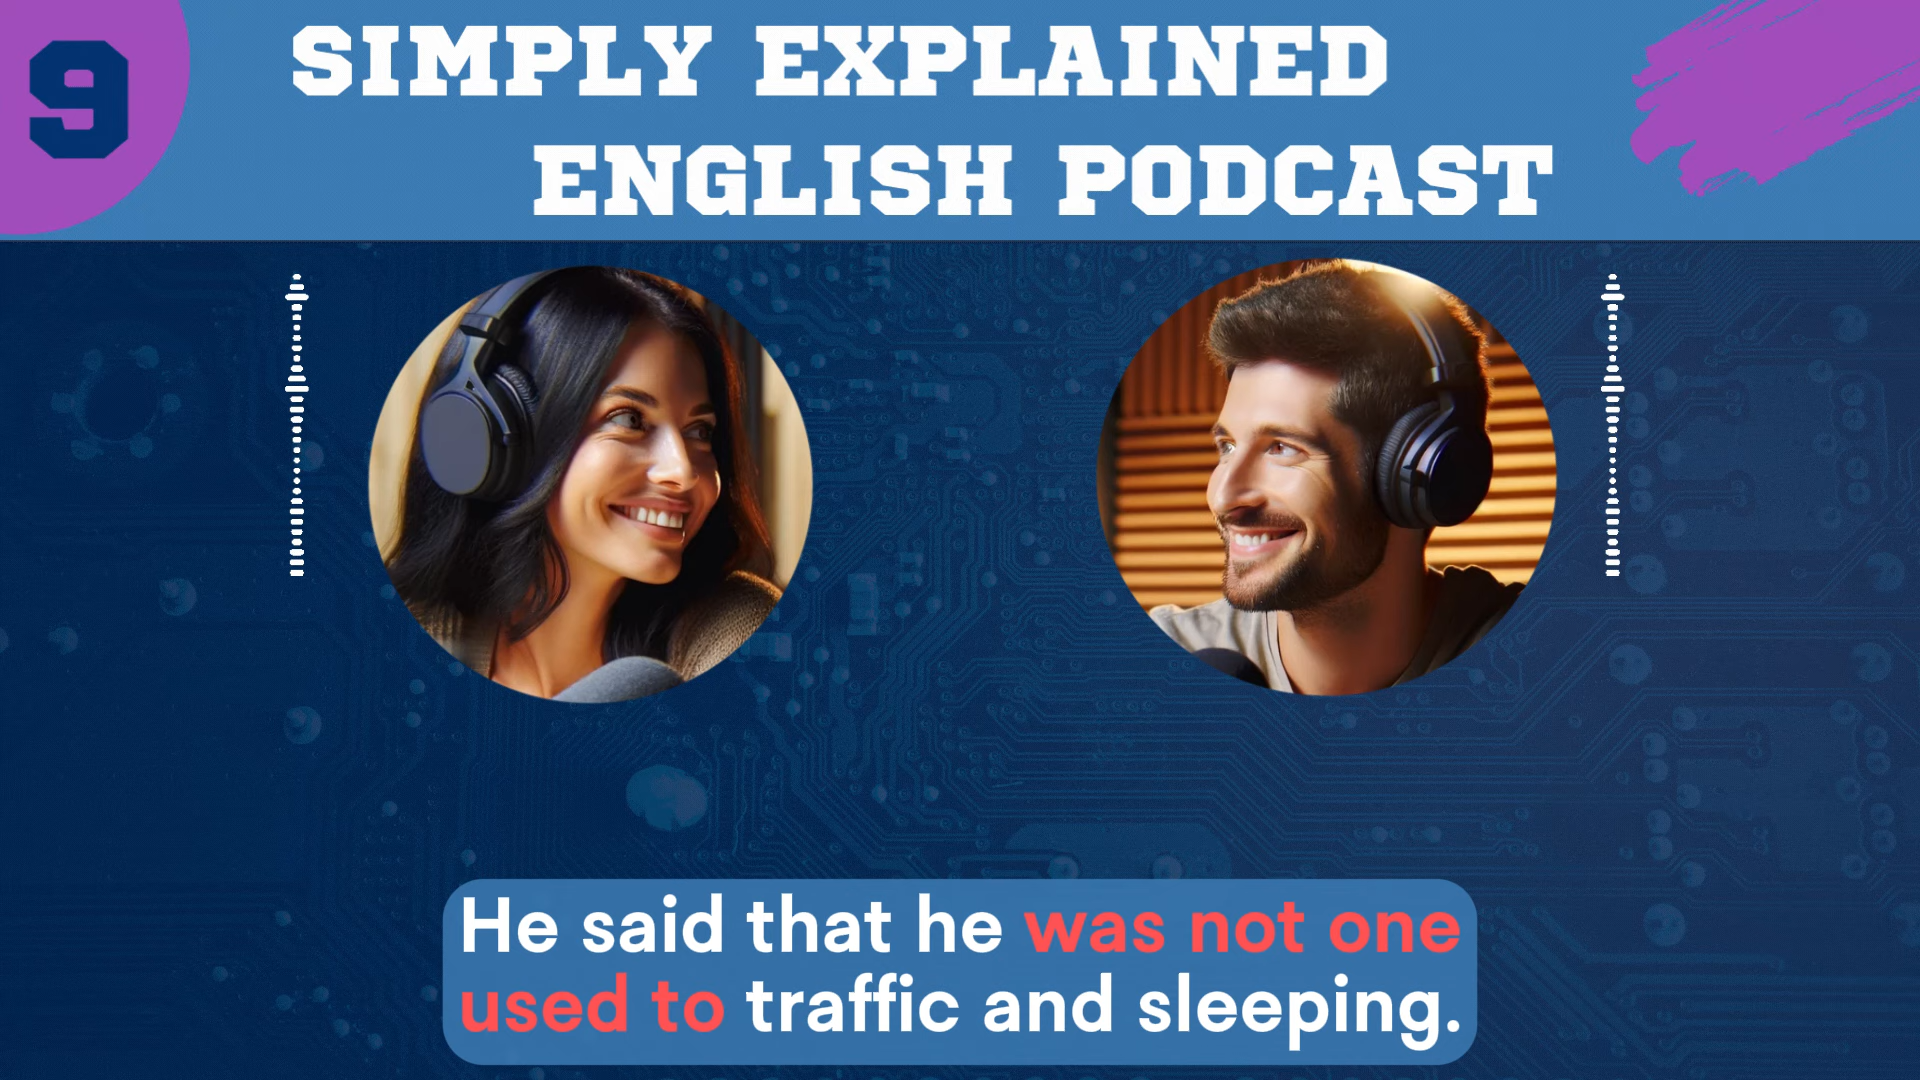 9
SIMPLY EXPLAINED
ENGLISH PODCAST
He said that he was not one
used to traffic and sleeping.